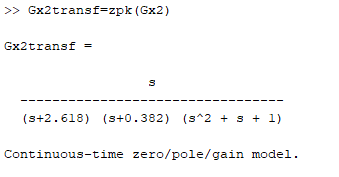 >> Gx2transf=zpk(Gx2)
Gx2transf =
s
----------------------------------
(s+2.618) (s+0.382) (s^2 + s + 1)
Continuous-time zero/pole/gain model.